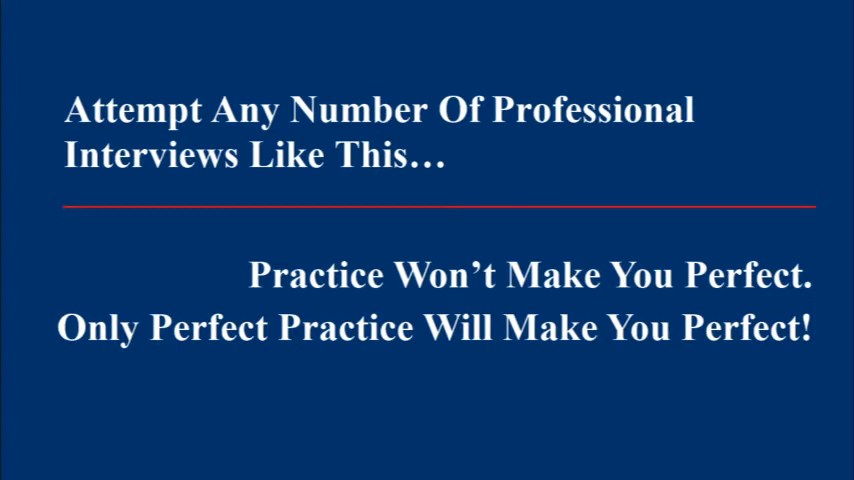 Attempt Any Number Of Professional
Interviews Like This…
Practice Won’t Make You Perfect.
Only Perfect Practice Will Make You Perfect!